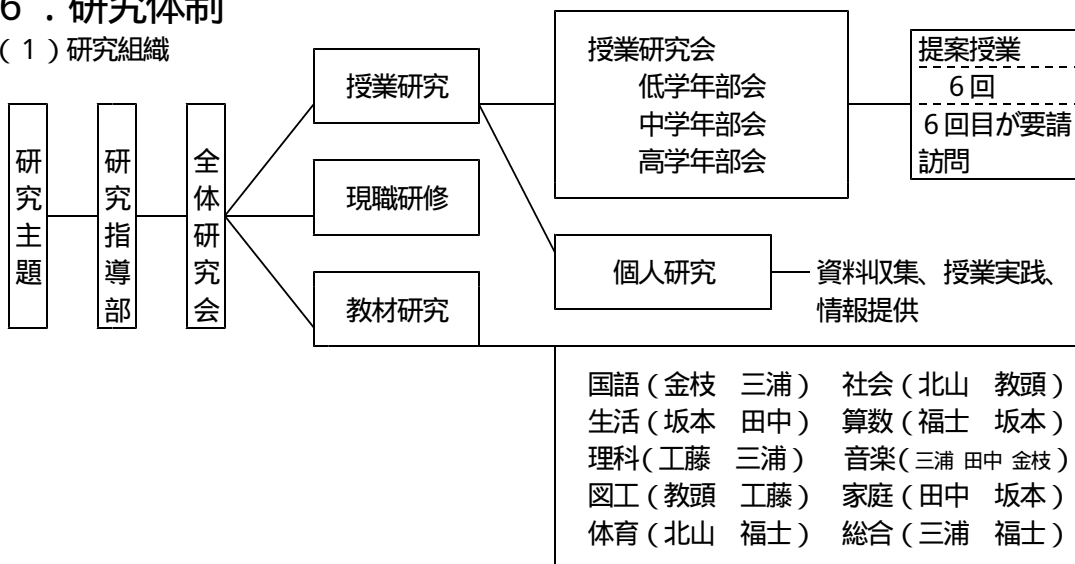 6．研究体制
(1)研究組織
研究主題
研究指導部
全体研究会
授業研究
現職研修
教材研究
授業研究会
低学年部会
中学年部会
高学年部会
提案授業
6回
6回目が要請
訪問
個人研究
資料収集、授業実践、
情報提供
国語(金枝　三浦)　社会(北山　教頭)
生活(坂本　田中)　算数(福士　坂本)
理科(工藤　三浦)　音楽(三浦 田中 金枝)
図工(教頭　工藤)　家庭(田中　坂本)
体育(北山　福士)　総合(三浦　福士)